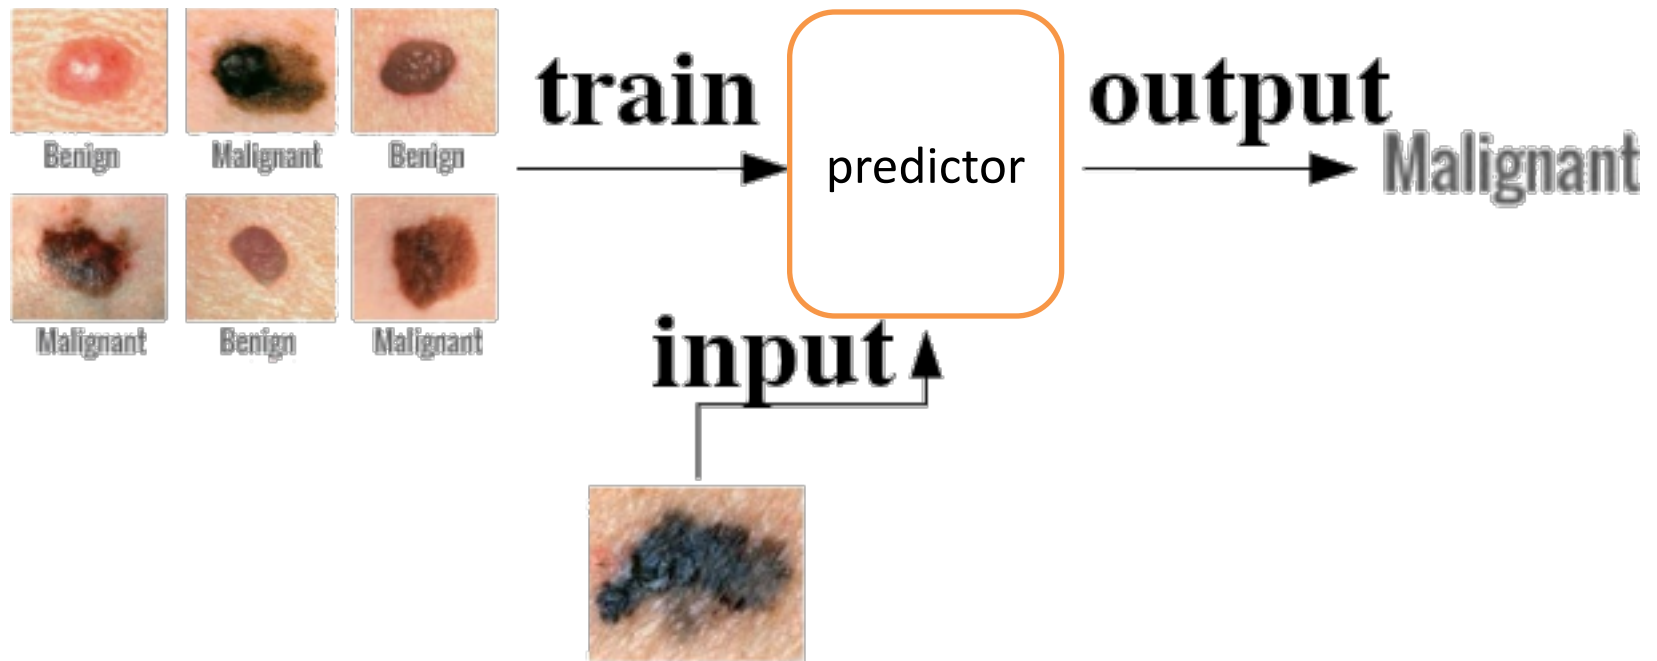 Benign
Malignant
Benign
Malignant
Benign
Malignant
train
predictor
output
Malignant
input